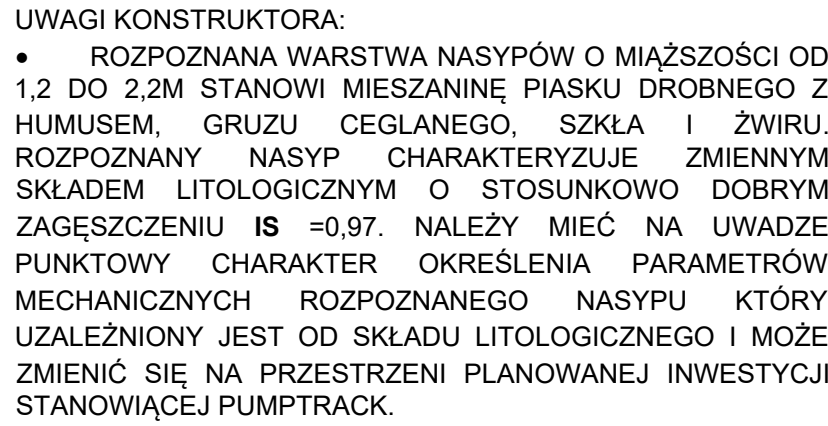 UWAGI KONSTRUKTORA:
• ROZPOZNANA WARSTWA NASYPÓW O MIĄŻSZOŚCI OD
1,2 DO 2,2M STANOWI MIESZANINĘ PIASKU DROBNEGO Z
HUMUSEM, GRUZU CEGLANEGO, SZKŁA I ŻWIRU.
ROZPOZNANY NASYP CHARAKTERYZUJE ZMIENNYM
SKŁADEM LITOLOGICZNYM O STOSUNKOWO DOBRYM
ZAGĘSZCZENIU IS =0,97. NALEŻY MIEĆ NA UWADZE
PUNKTOWY CHARAKTER OKREŚLENIA PARAMETRÓW
MECHANICZNYCH ROZPOZNANEGO NASYPU KTÓRY
UZALEŻNIONY JEST OD SKŁADU LITOLOGICZNEGO I MOŻE
ZMIENIĆ SIĘ NA PRZESTRZENI PLANOWANEJ INWESTYCJI
STANOWIĄCEJ PUMPTRACK.